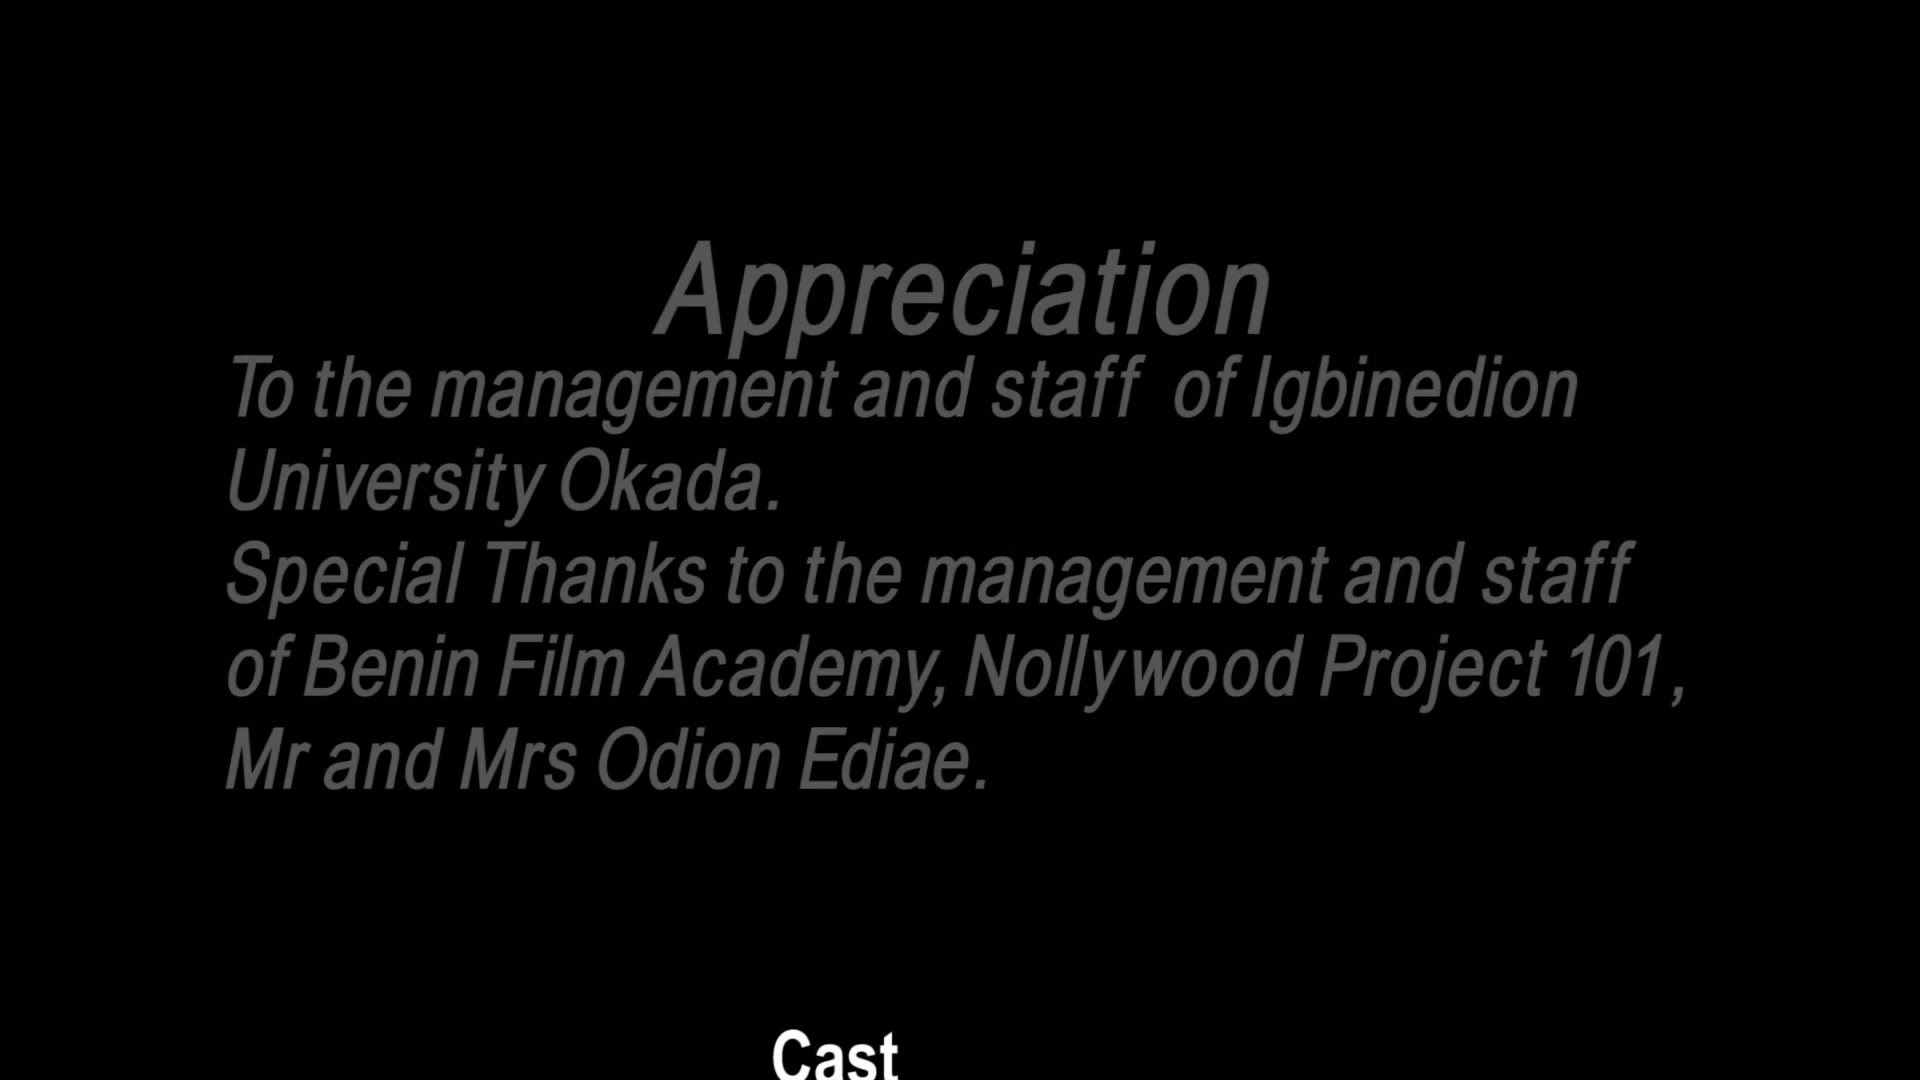 Appreciation
To the management and staff of Igbinedion
University Okada.
Special Thanks to the management and staff
of Benin Film Academy, Nollywood Project 101,
Mr and Mrs Odion Ediae.
Cast